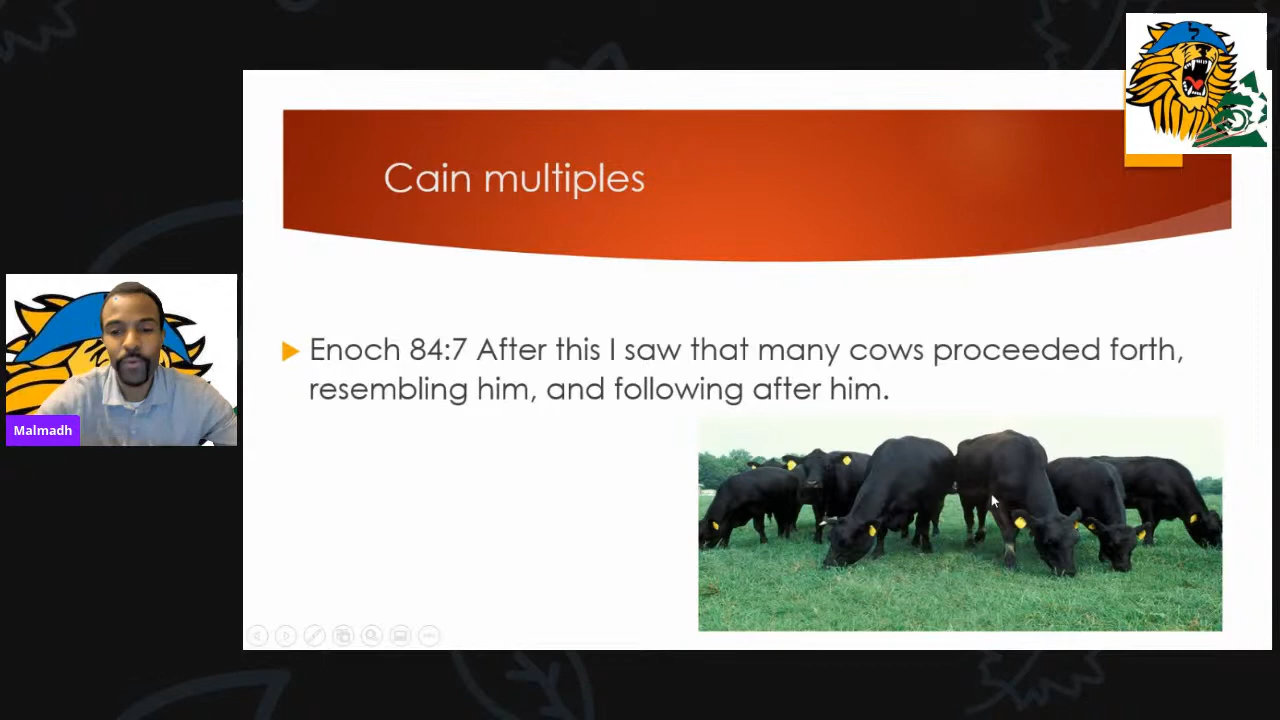 Cain multiples
Enoch 84:7 After this I saw that many cows proceeded forth,
resembling him, and following after him.
Malmadh
ל